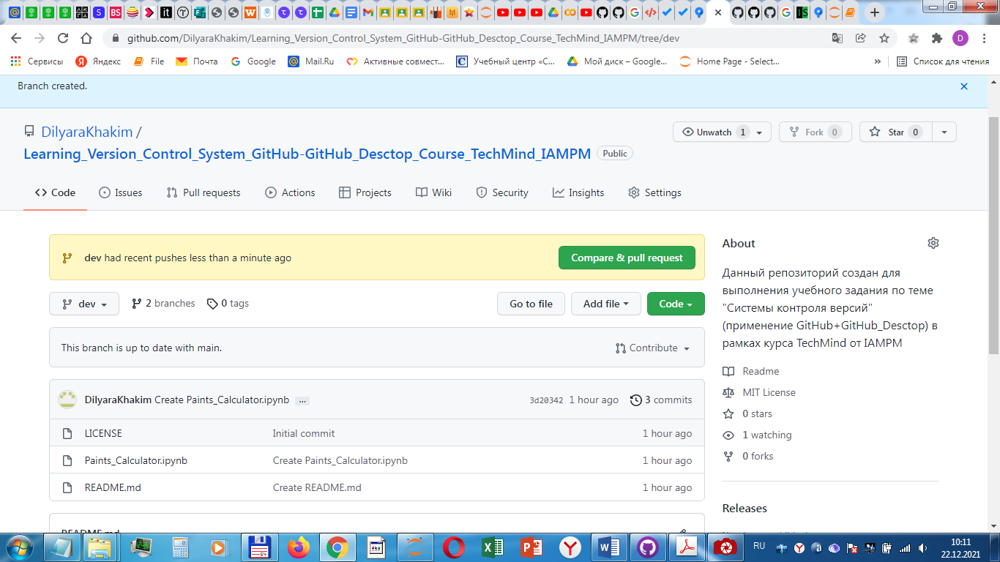 github.com/DilyaraKhakim/Learning_Version_Control_System_GitHub-GitHub_Desctop_Course_TechMind_IAMPM/tree/dev
D
Сервисы
Яндекс
File
Почта
Google
Mail.Ru
Активные совмест...
Учебный центр «С...
Мой диск – Google...
Home Page - Select...
»
Список для чтения
Branch created.
DilyaraKhakim /
Unwatch 1
Fork 0
Star 0
Learning_Version_Control_System_GitHub-GitHub_Desctop_Course_TechMind_IAMPM Public
Code
Issues
Pull requests
Actions
Projects
Wiki
Security
Insights
Settings
dev had recent pushes less than a minute ago
Compare & pull request
dev
2 branches
0 tags
Go to file
Add file
Code
This branch is up to date with main.
Contribute
DilyaraKhakim Create Paints_Calculator.ipynb ...
3d20342 1 hour ago
3 commits
LICENSE
Initial commit
1 hour ago
Paints_Calculator.ipynb
Create Paints_Calculator.ipynb
1 hour ago
README.md
Create README.md
1 hour ago
README.md
About
Данный репозиторий создан для
выполнения учебного задания по теме
"Системы контроля версий"
(применение GitHub+GitHub_Desctop) в
рамках курса TechMind от IAMPM
Readme
MIT License
0 stars
1 watching
0 forks
Releases
RU
10:11
22.12.2021